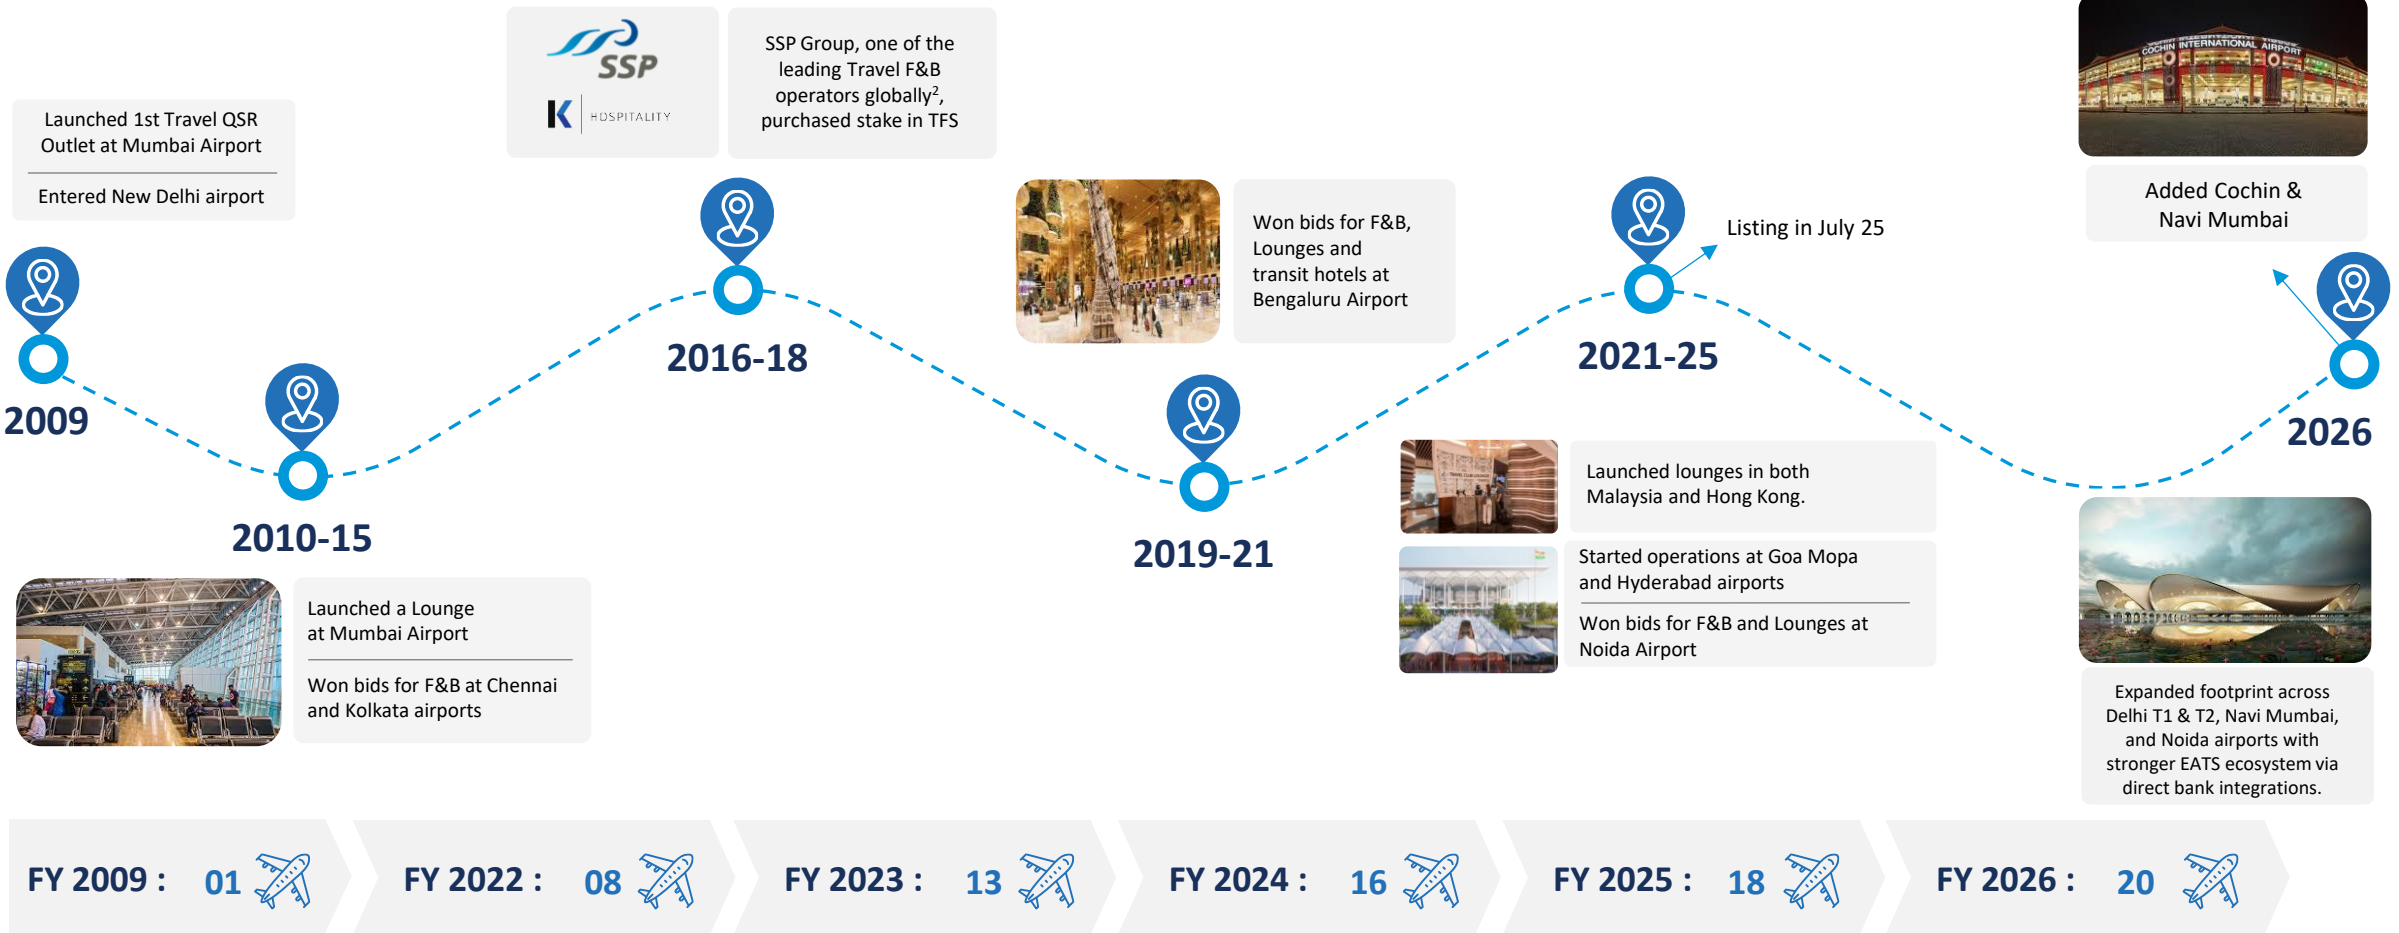 Launched 1st Travel QSR
Outlet at Mumbai Airport
Entered New Delhi airport
2009
2010-15
Launched a Lounge
at Mumbai Airport
Won bids for F&B at Chennai
and Kolkata airports
SSP
K HOSPITALITY
SSP Group, one of the
leading Travel F&B
operators globally²,
purchased stake in TFS
2016-18
Won bids for F&B,
Lounges and
transit hotels at
Bengaluru Airport
2019-21
Listing in July 25
2021-25
TRAVEL CLUB LOUNGE
Launched lounges in both
Malaysia and Hong Kong.
Started operations at Goa Mopa
and Hyderabad airports
Won bids for F&B and Lounges at
Noida Airport
COCHIN INTERNATIONAL AIRPORT
Added Cochin &
Navi Mumbai
2026
Expanded footprint across
Delhi T1 & T2, Navi Mumbai,
and Noida airports with
stronger EATS ecosystem via
direct bank integrations.
FY 2009 : 01
FY 2022 : 08
FY 2023 : 13
FY 2024 : 16
FY 2025 : 18
FY 2026 : 20